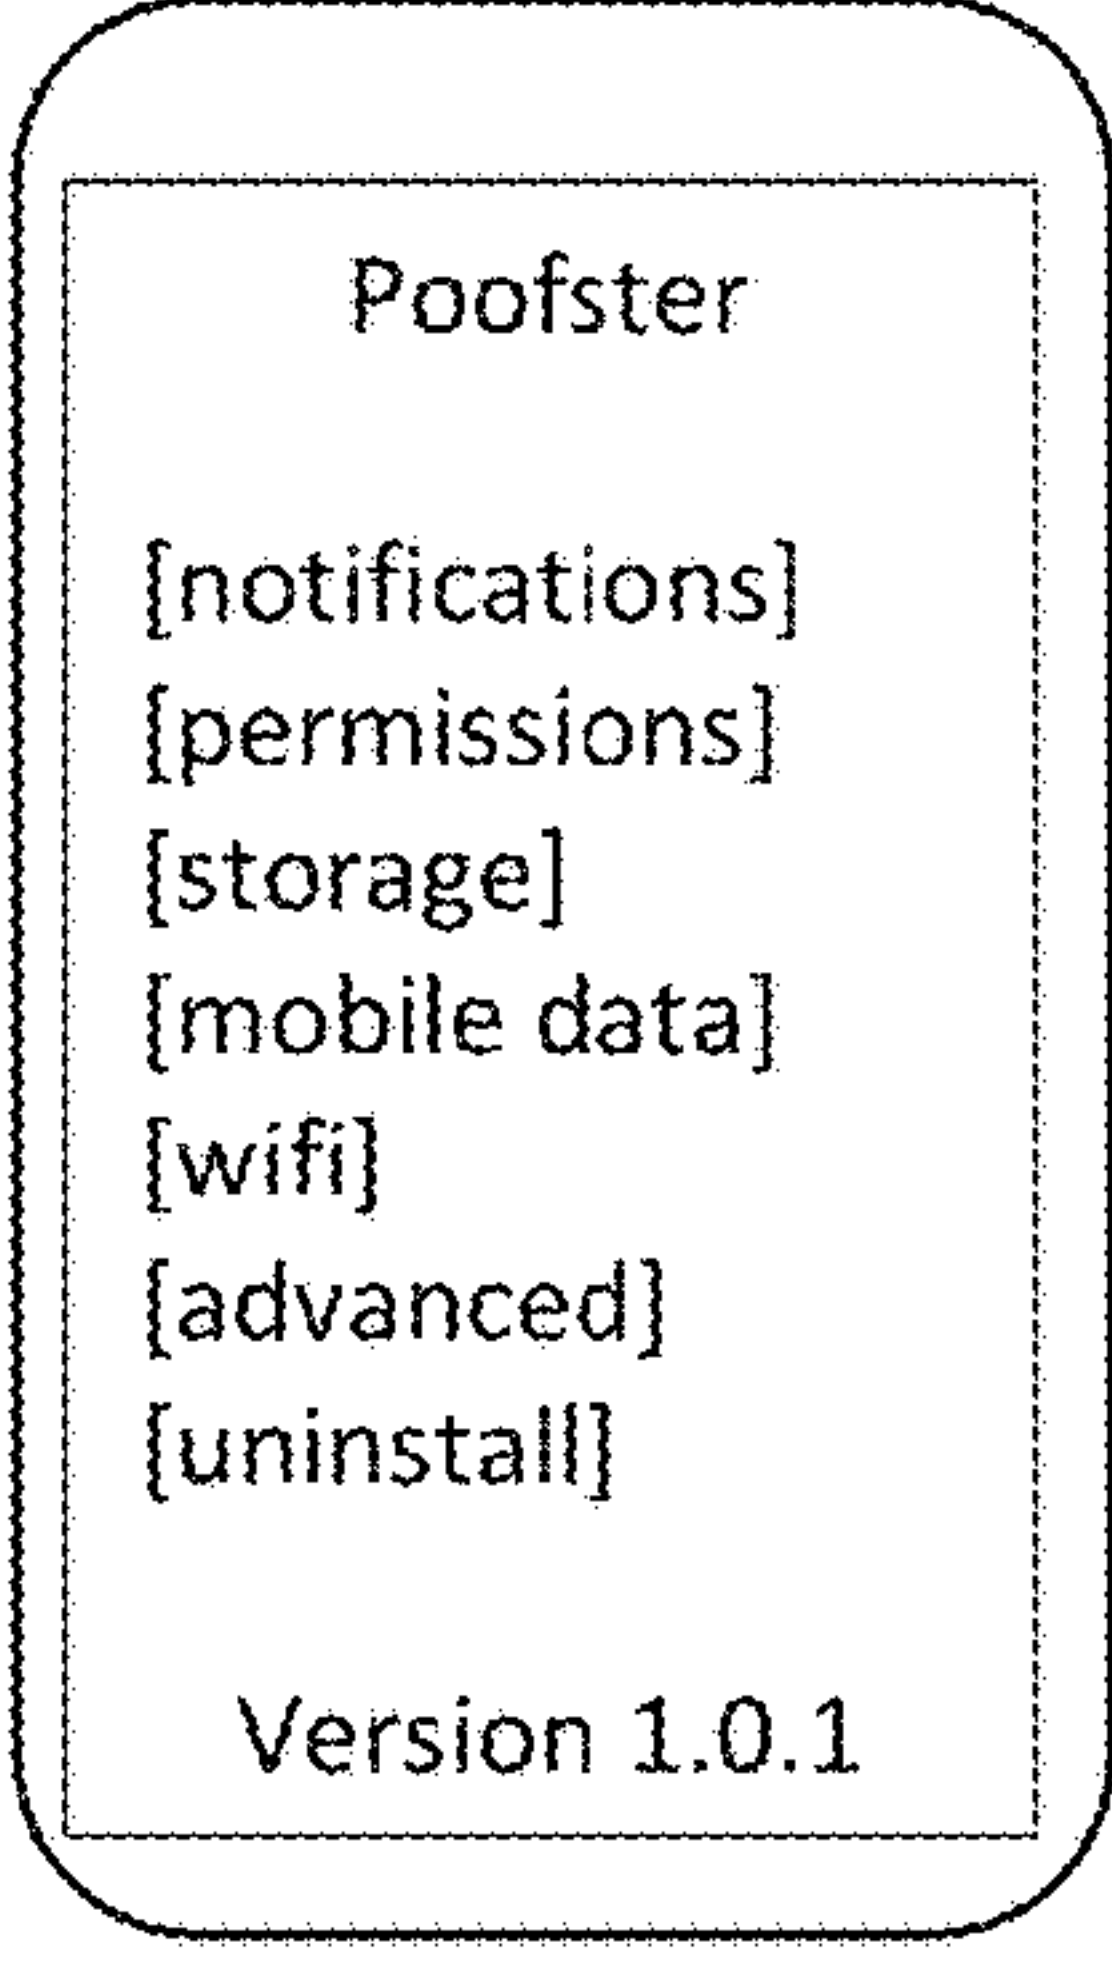 Poofster
[notifications]
[permissions]
[storage]
[mobile data]
[wifi]
[advanced]
[uninstall]
Version 1.0.1